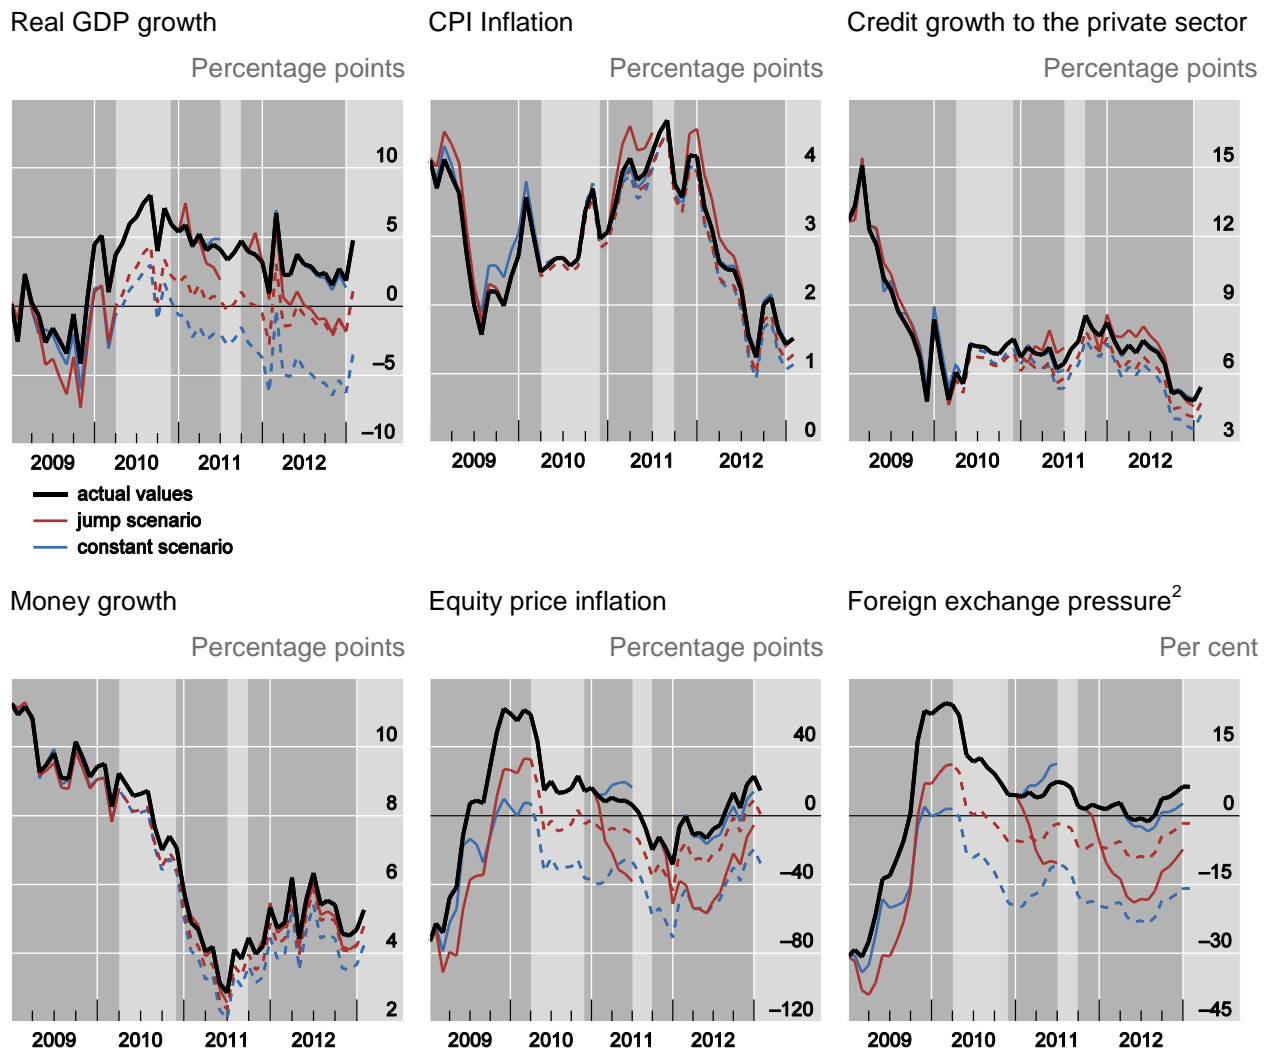 Real GDP growth
Percentage points
10
5
0
–5
–10
2009 2010 2011 2012
CPI Inflation
Percentage points
4
3
2
1
0
2009 2010 2011 2012
Credit growth to the private sector
Percentage points
15
12
9
6
3
2009 2010 2011 2012
actual values
jump scenario
constant scenario
Money growth
Percentage points
10
8
6
4
2
2009 2010 2011 2012
Equity price inflation
Percentage points
40
0
–40
–80
–120
2009 2010 2011 2012
Foreign exchange pressure²
Per cent
15
0
–15
–30
–45
2009 2010 2011 2012